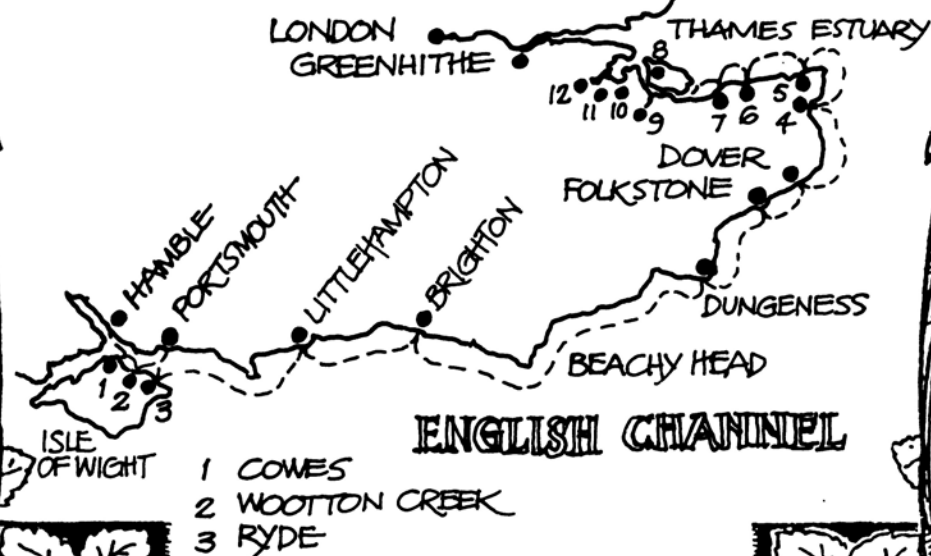 LONDON
THAMES ESTUARY
GREENHITHE
8
12
11
10
9
7
6
5
4
DOVER
FOLKSTONE
HAMBLE
PORTSMOUTH
LITTLEHAMPTON
BRIGHTON
DUNGENESS
BEACHY HEAD
1
2
3
ENGLISH CHANNEL
ISLE
OF WIGHT
1 COWES
2 WOOTTON CREEK
3 RYDE